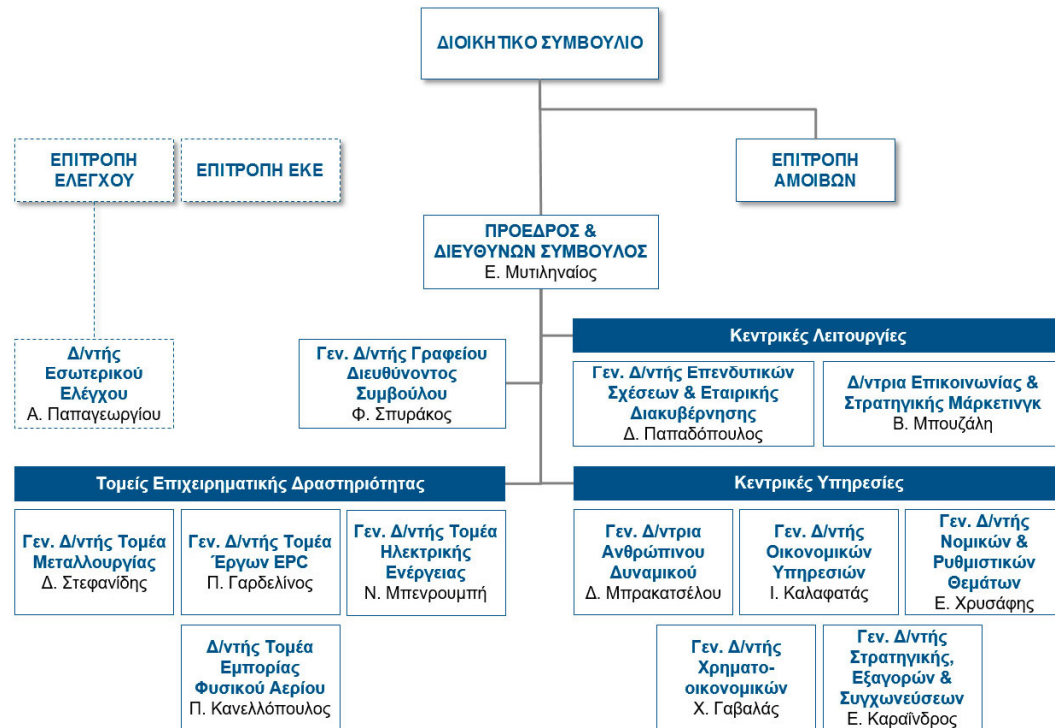 ΔΙΟΙΚΗΤΙΚΟ ΣΥΜΒΟΥΛΙΟ
ΕΠΙΤΡΟΠΗ
ΕΛΕΓΧΟΥ
ΕΠΙΤΡΟΠΗ ΕΚΕ
ΕΠΙΤΡΟΠΗ
ΑΜΟΙΒΩΝ
ΠΡΟΕΔΡΟΣ &
ΔΙΕΥΘΥΝΩΝ ΣΥΜΒΟΥΛΟΣ
Ε. Μυτιληναίος
Δ/ντής
Εσωτερικού
Ελέγχου
Α. Παπαγεωργίου
Γεν. Δ/ντής Γραφείου
Διευθύνοντος
Συμβούλου
Φ. Σπυράκος
Κεντρικές Λειτουργίες
Γεν. Δ/ντής Επενδυτικών
Σχέσεων & Εταιρικής
Διακυβέρνησης
Δ. Παπαδόπουλος
Δ/ντρια Επικοινωνίας &
Στρατηγικής Μάρκετινγκ
Β. Μπουζάλη
Τομείς Επιχειρηματικής Δραστηριότητας
Γεν. Δ/ντής Τομέα
Μεταλλουργίας
Δ. Στεφανίδης
Γεν. Δ/ντής Τομέα
Έργων EPC
Π. Γαρδελίνος
Γεν. Δ/ντής Τομέα
Ηλεκτρικής
Ενέργειας
Ν. Μπενρουμπή
Δ/ντής Τομέα
Εμπορίας
Φυσικού Αερίου
Π. Κανελλόπουλος
Κεντρικές Υπηρεσίες
Γεν. Δ/ντρια
Ανθρώπινου
Δυναμικού
Δ. Μπρακατσέλου
Γεν. Δ/ντής
Οικονομικών
Υπηρεσιών
Ι. Καλαφατάς
Γεν. Δ/ντής
Νομικών &
Ρυθμιστικών
Θεμάτων
Ε. Χρυσάφης
Γεν. Δ/ντής
Χρηματο-
οικονομικών
Χ. Γαβαλάς
Γεν. Δ/ντής
Στρατηγικής,
Εξαγορών &
Συγχωνεύσεων
Ε. Καραΐνδρος